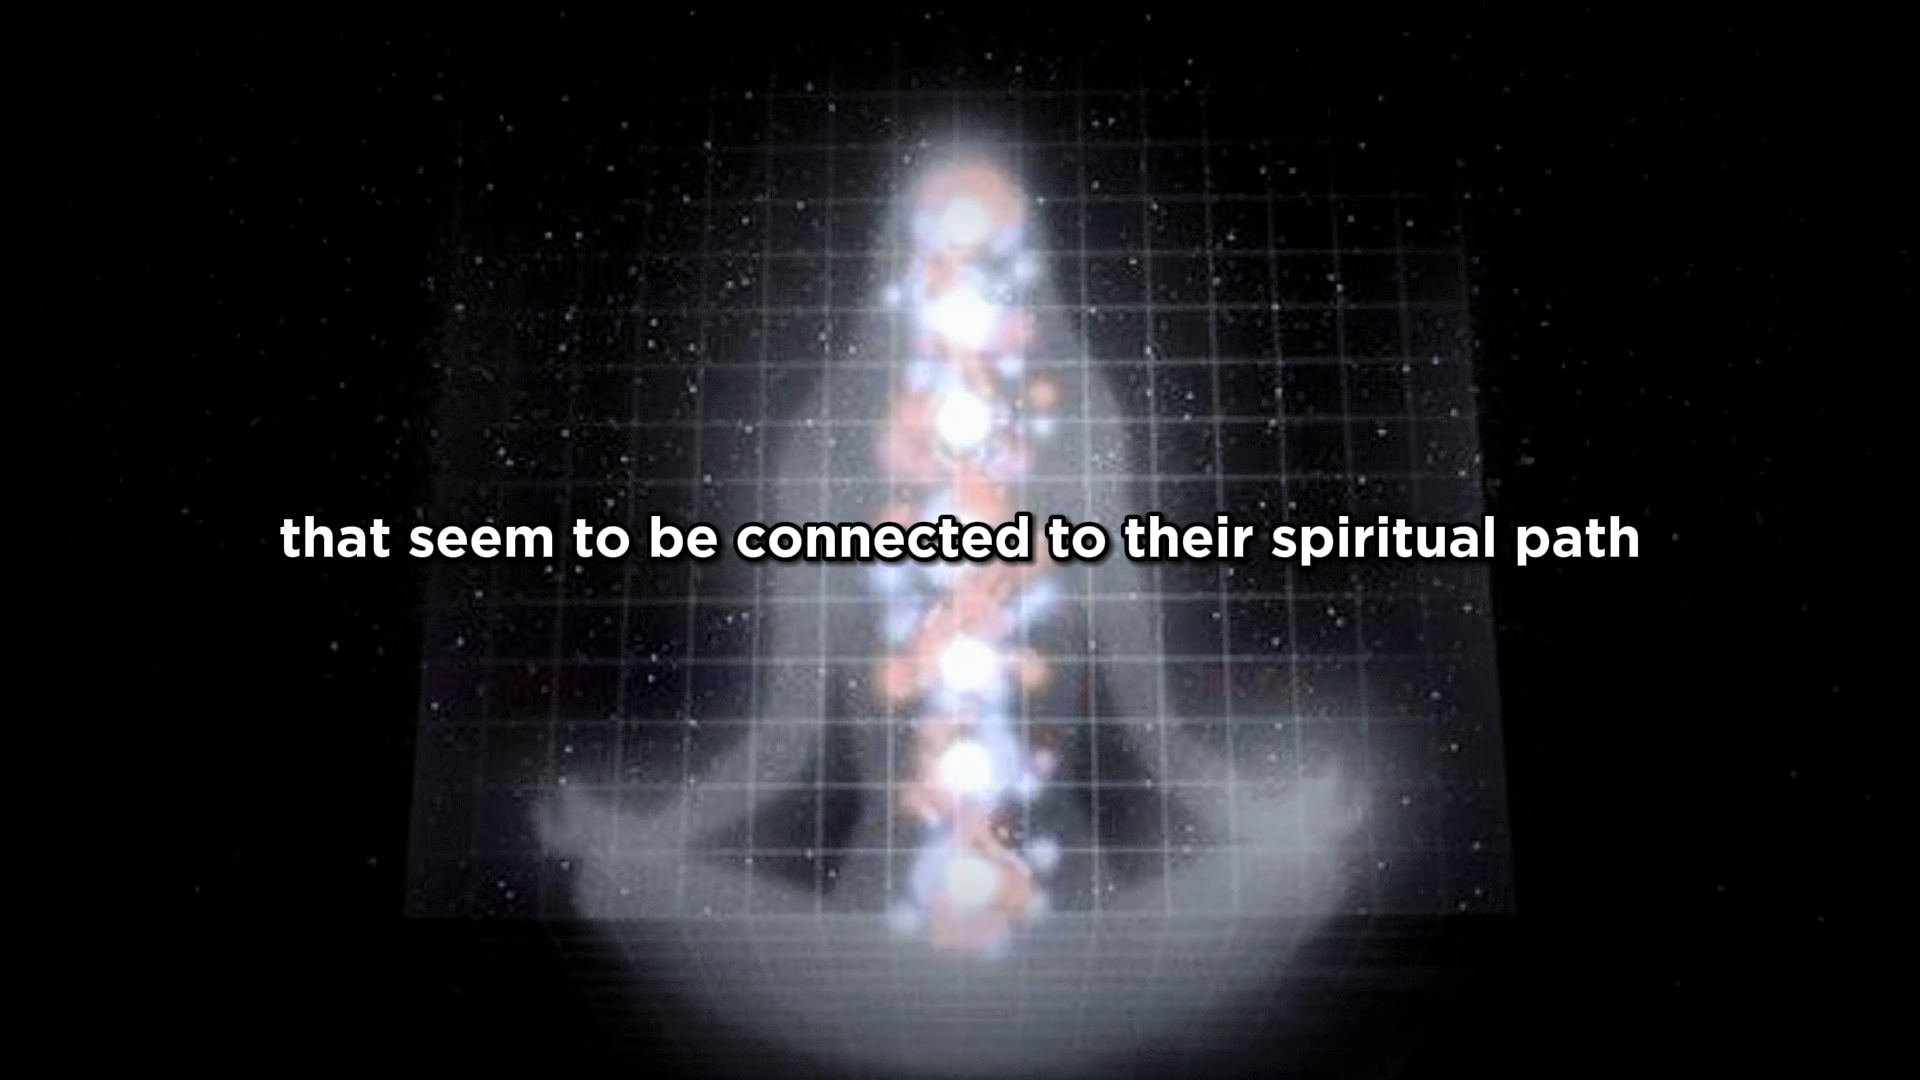 that seem to be connected to their spiritual path